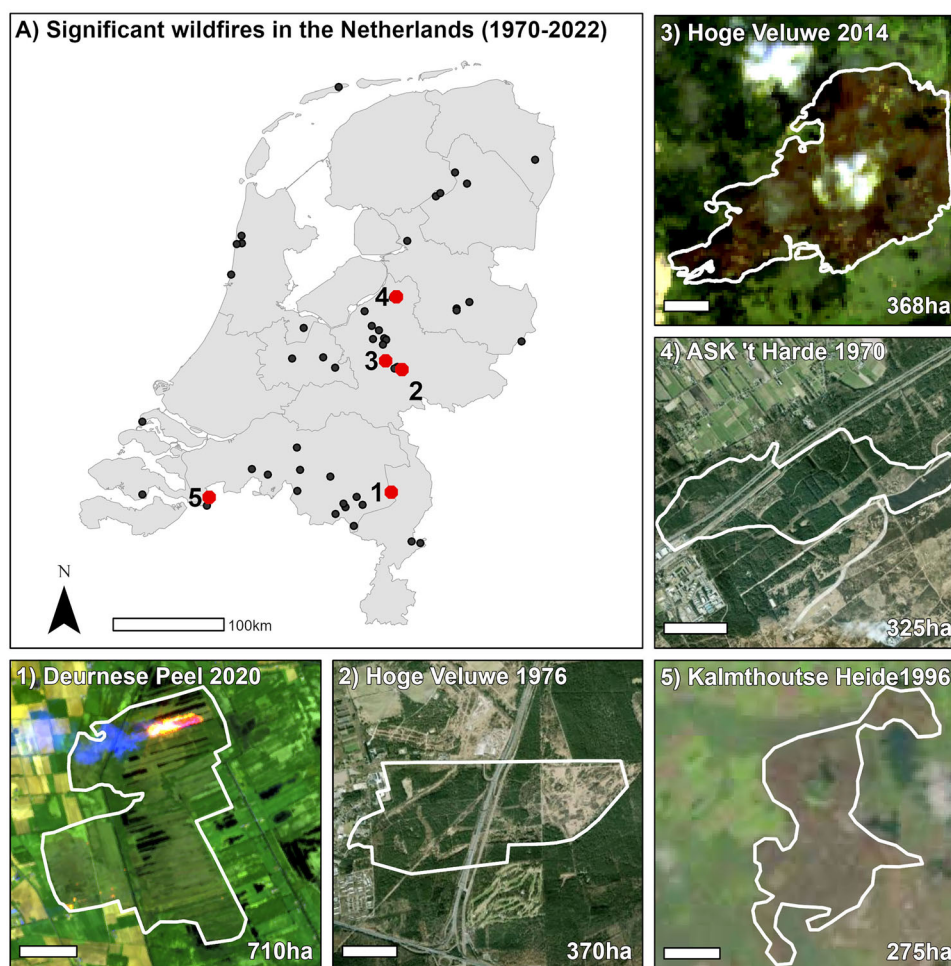 A) Significant wildfires in the Netherlands (1970-2022)
4
3
2
1
5
N
100km
3) Hoge Veluwe 2014
368ha
4) ASK 't Harde 1970
325ha
1) Deurnese Peel 2020
710ha
2) Hoge Veluwe 1976
370ha
5) Kalmthoutse Heide1996
275ha